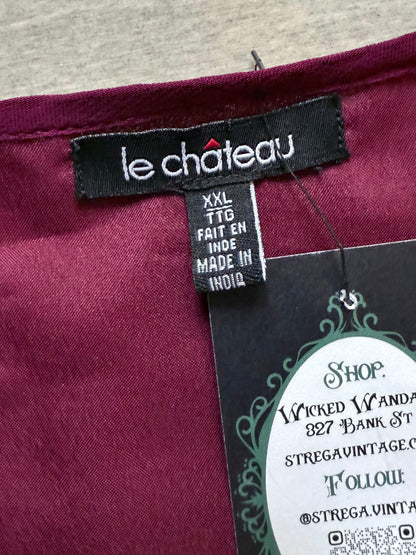 le château
XXL
TTG
FAIT EN
INDE
MADE IN
INDIA
SHOP:
WICKED WANDA
327 BANK ST
STREGAVINTAGE.C
FOLLOW:
@STREGA.VINTA